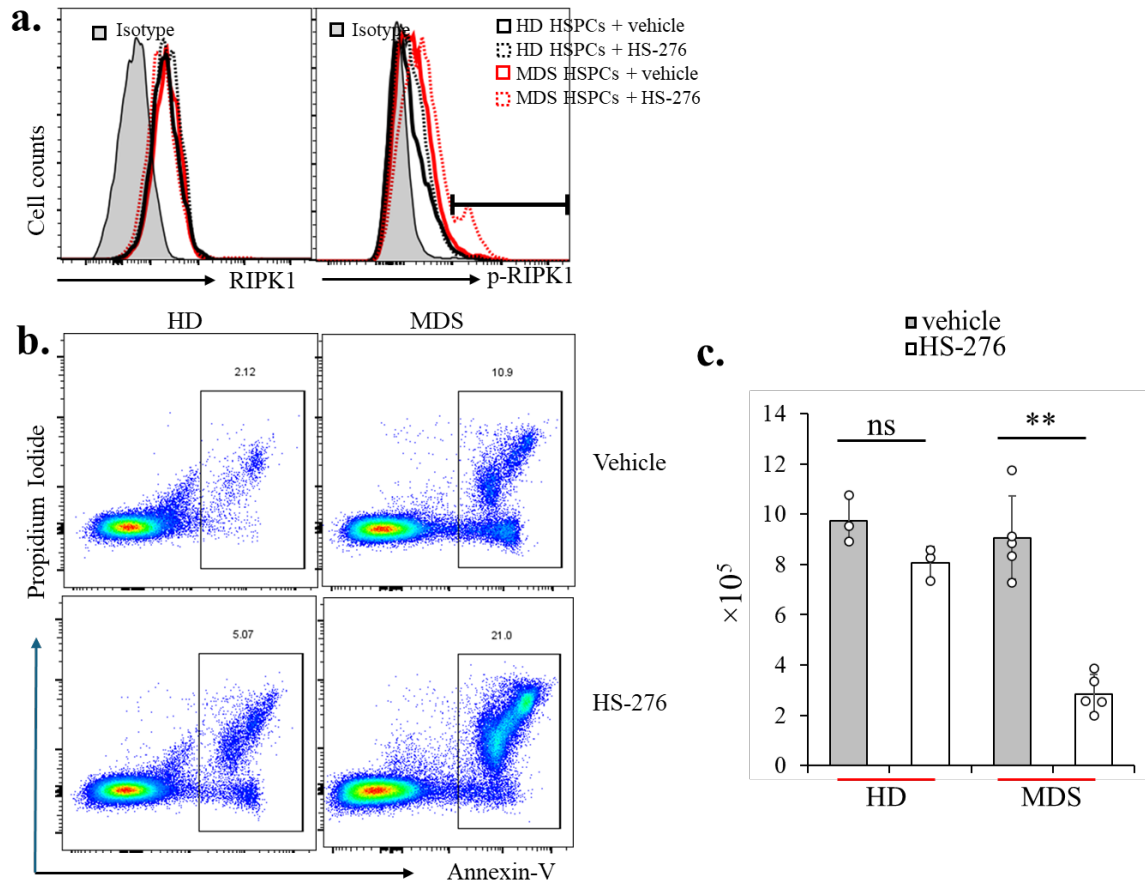 a.
Isotype
Isotype
HD HSPCs + vehicle
HD HSPCs + HS-276
MDS HSPCs + vehicle
MDS HSPCs + HS-276
Cell counts
RIPK1
p-RIPK1
b.
HD
MDS
2.12
10.9
Vehicle
5.07
21.0
HS-276
Propidium Iodide
Annexin-V
c.
vehicle
HS-276
×10⁵
14
12
10
8
6
4
2
0
ns
**
HD
MDS